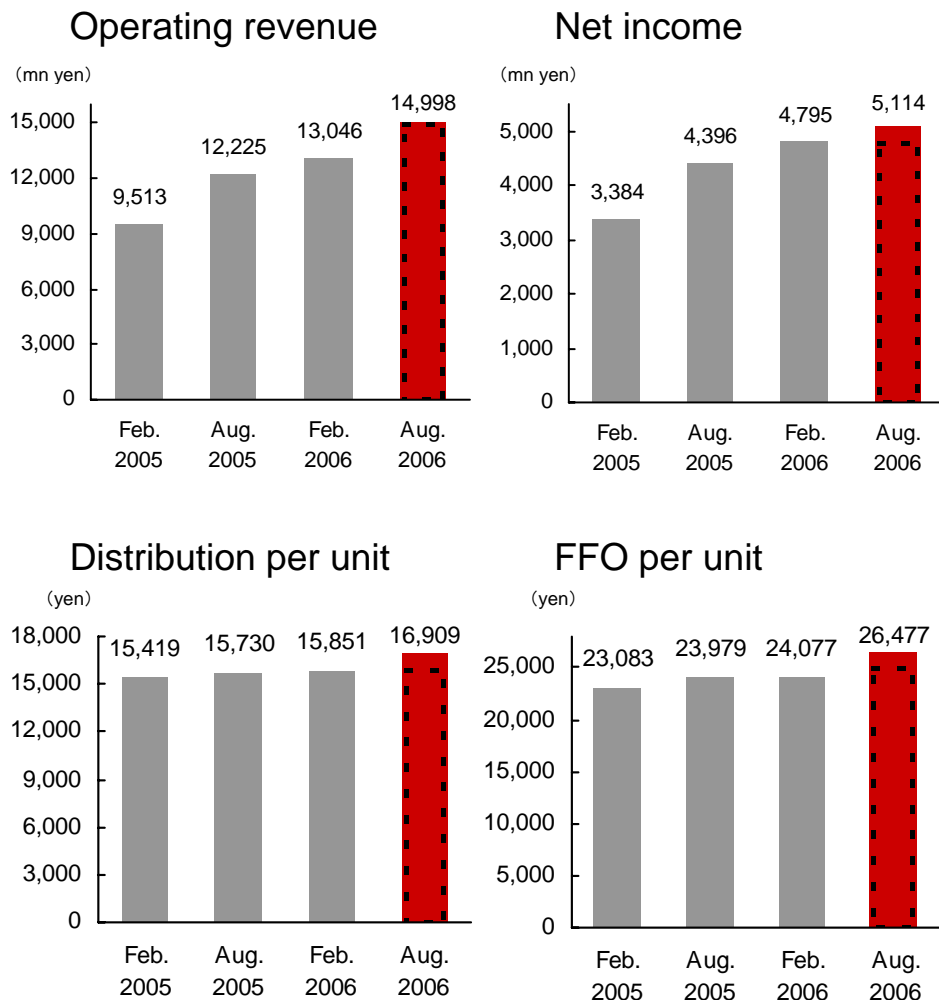 Operating revenue
（mn yen）
14,998
15,000
13,046
12,225
12,000
9,513
9,000
6,000
3,000
0
Feb. Aug. Feb. Aug.
2005 2005 2006 2006
Net income
（mn yen）
5,114
4,795
5,000
4,396
4,000
3,384
3,000
2,000
1,000
0
Feb. Aug. Feb. Aug.
2005 2005 2006 2006
Distribution per unit
（yen）
18,000
15,419 15,730 15,851 16,909
15,000
12,000
9,000
6,000
3,000
0
Feb. Aug. Feb. Aug.
2005 2005 2006 2006
FFO per unit
（yen）
26,477
23,083 23,979 24,077
25,000
20,000
15,000
10,000
5,000
0
Feb. Aug. Feb. Aug.
2005 2005 2006 2006